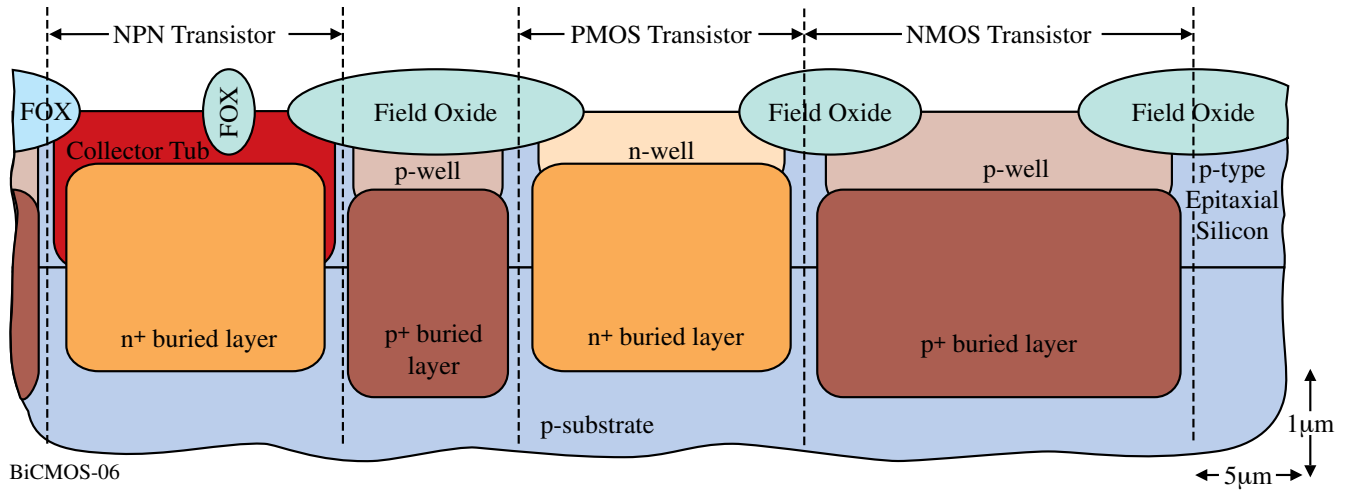 NPN Transistor
PMOS Transistor
NMOS Transistor
FOX
FOX
Field Oxide
Field Oxide
Field Oxide
Collector Tub
p-well
n-well
p-well
p-type
Epitaxial
Silicon
n+ buried layer
p+ buried
layer
n+ buried layer
p+ buried layer
p-substrate
1μm
5μm
BiCMOS-06